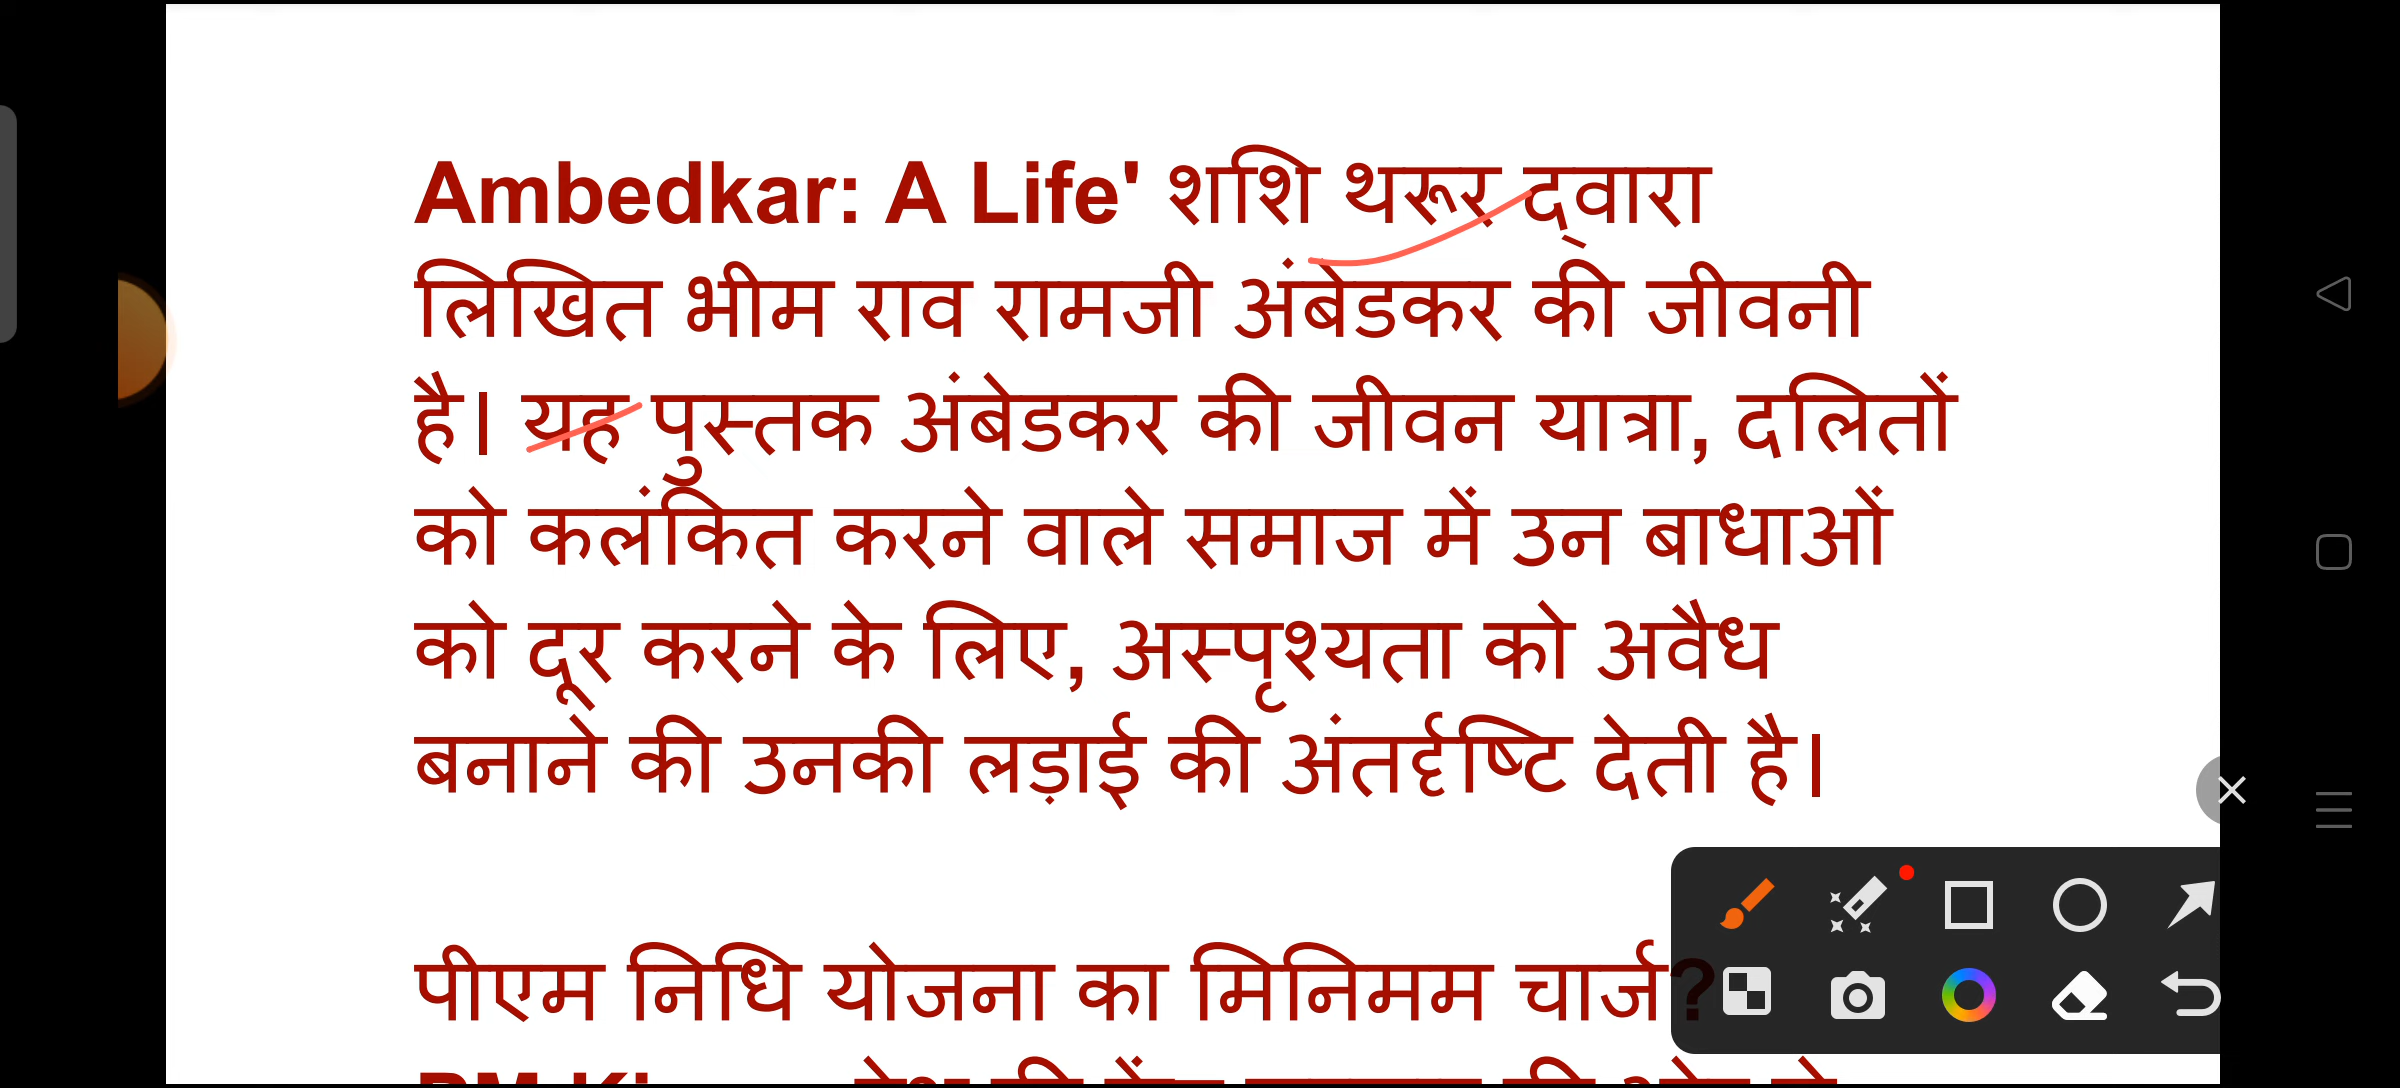 Ambedkar: A Life' शशि थरूर द्वारा
लिखित भीम राव रामजी अंबेडकर की जीवनी
है। यह पुस्तक अंबेडकर की जीवन यात्रा, दलितों
को कलंकित करने वाले समाज में उन बाधाओं
को दूर करने के लिए, अस्पृश्यता को अवैध
बनाने की उनकी लड़ाई की अंतर्दृष्टि देती है।
पीएम निधि योजना का मिनिमम चार्ज?